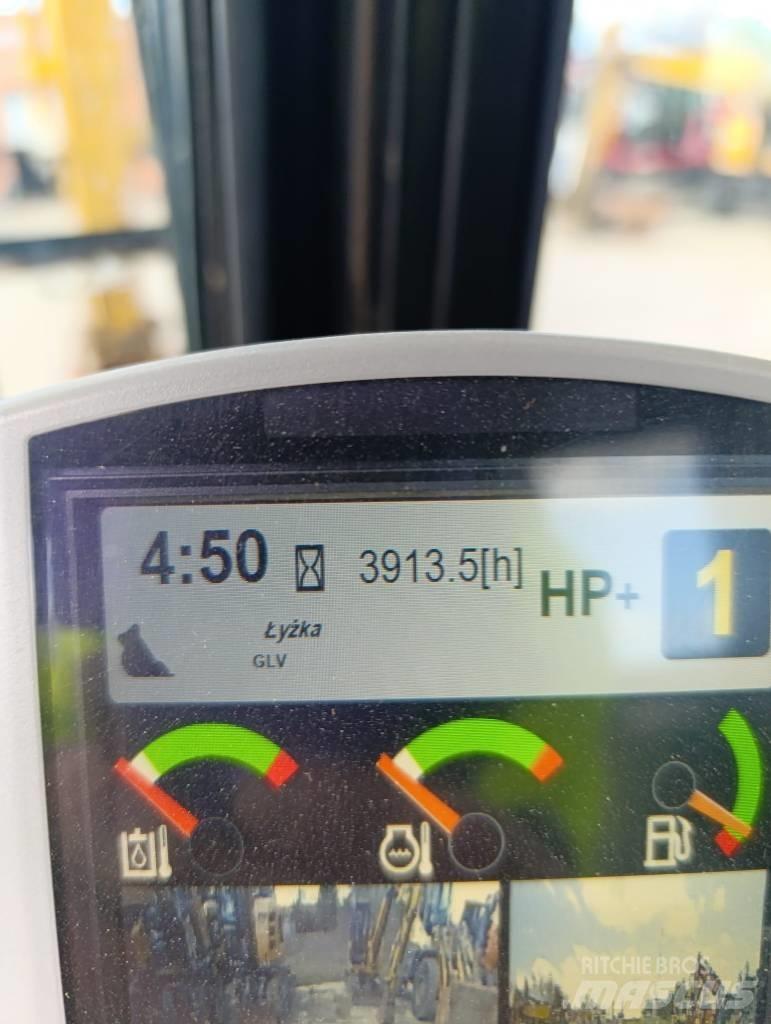 4:50 3913.5[h] HP+ 1
Łyżka
GLV
RITCHIE BROS
MASCUS